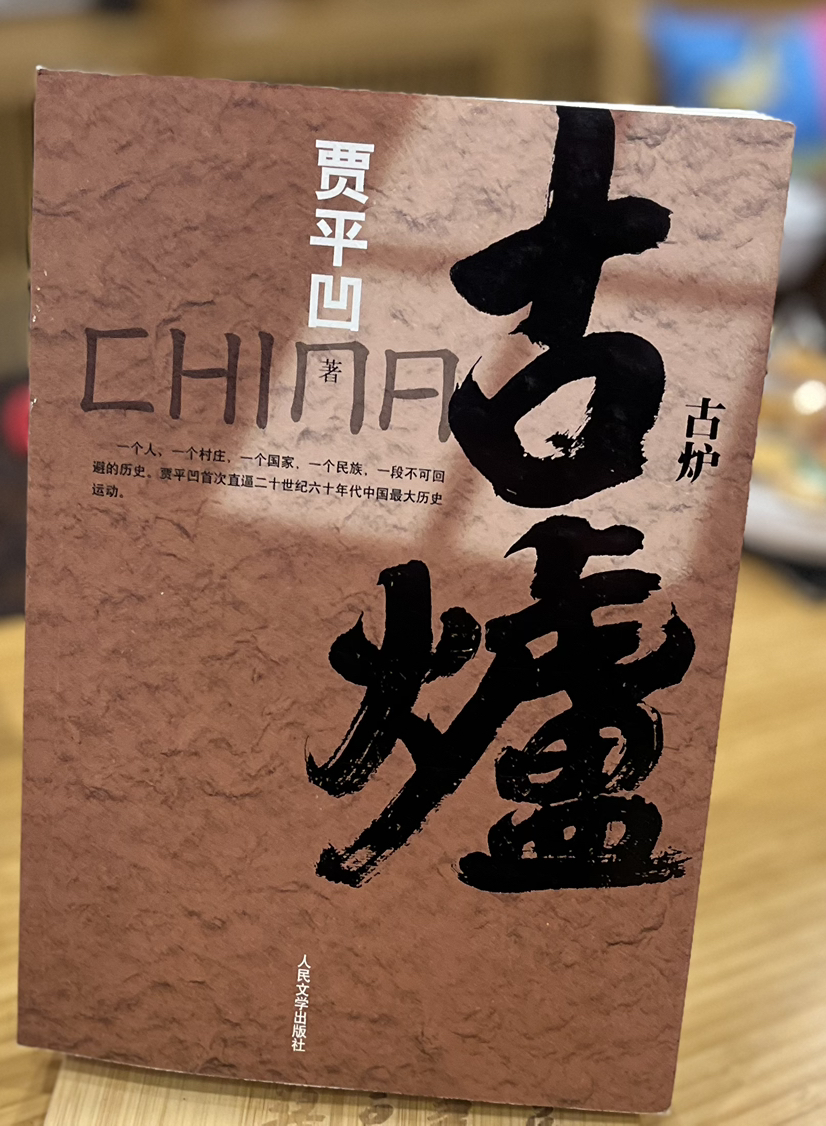 古爐
古炉
贾平凹
著
CHINA
一个人、一个村庄、一个国家、一个民族,一段不可回
避的历史。贾平凹首次直逼二十世纪六十年代中国最大历史
运动。
人民文学出版社